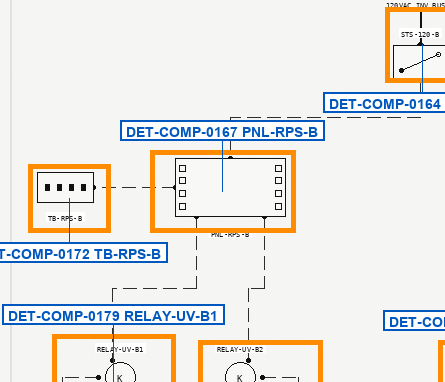 120VAC INV BUS
STS-120-B
DET-COMP-0164
DET-COMP-0167 PNL-RPS-B
TB-RPS-B
PNL-RPS-B
T-COMP-0172 TB-RPS-B
DET-COMP-0179 RELAY-UV-B1
DET-CO
RELAY-UV-B1
RELAY-UV-B2
K
K